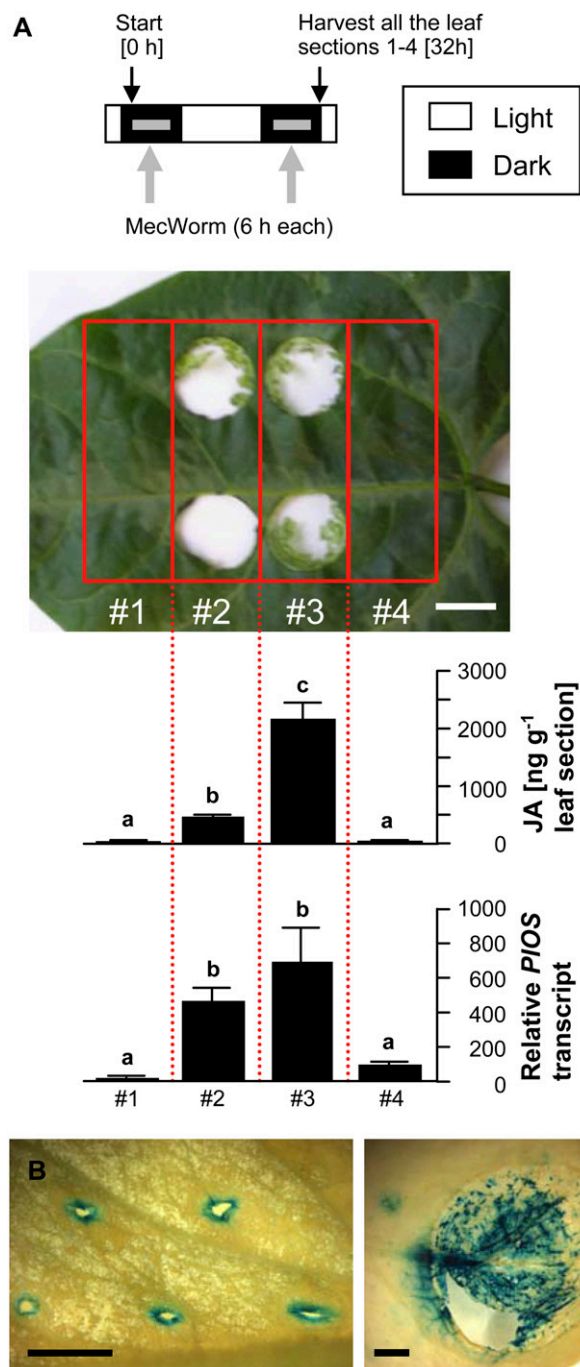 A
Start
[0 h]
Harvest all the leaf
sections 1-4 [32h]
Light
Dark
MecWorm (6 h each)
#1 #2 #3 #4
3000
2000
1000
0
JA [ng g⁻¹
leaf section]
a b c a
1000
800
600
400
200
0
Relative PlOS
transcript
a b b a
#1 #2 #3 #4
B